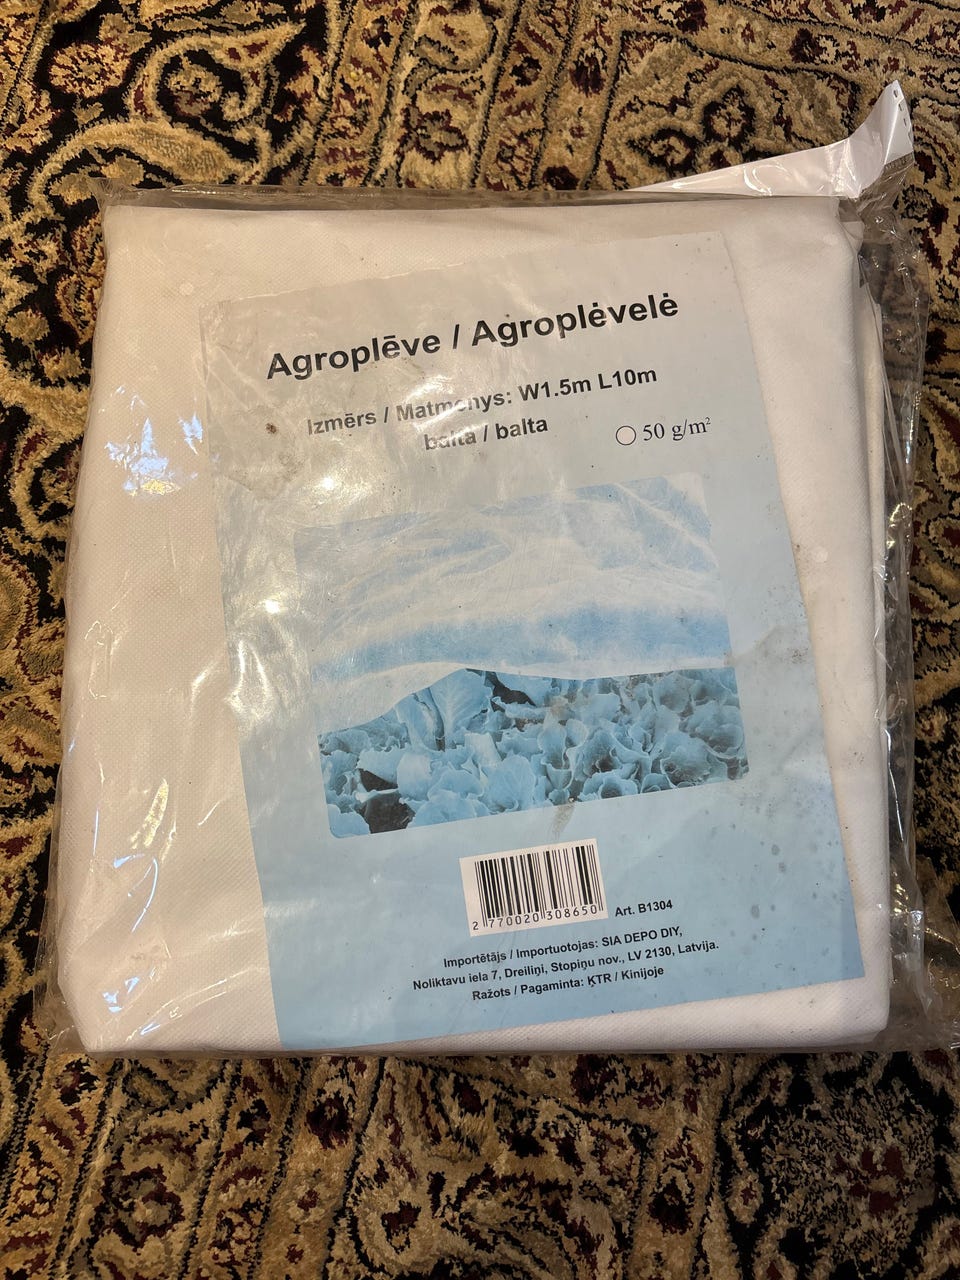 Agroplēve / Agroplėvelė
Izmērs / Matmenys: W1.5m L10m
balta / balta
50 g/m²
2 770020 308650
Art. B1304
Importētājs / Importuotojas: SIA DEPO DIY,
Noliktavu iela 7, Dreiliņi, Stopiņu nov., LV 2130, Latvija.
Ražots / Pagaminta: ĶTR / Kinijoje